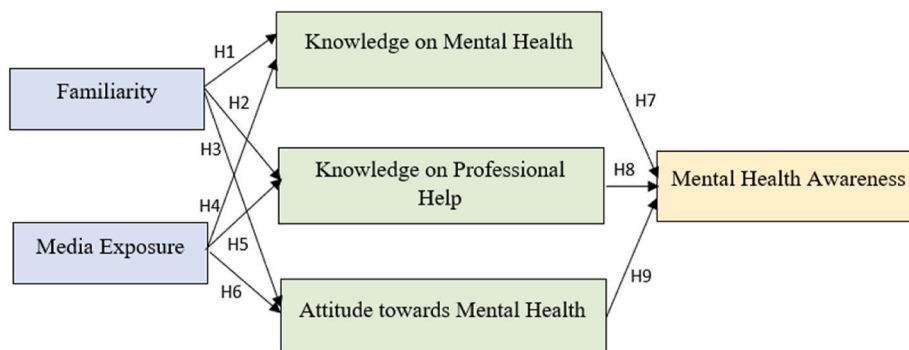 Knowledge on Mental Health
H1
Familiarity
H2
H7
H3
Knowledge on Professional
Help
H8
Mental Health Awareness
H4
Media Exposure
H5
H6
H9
Attitude towards Mental Health